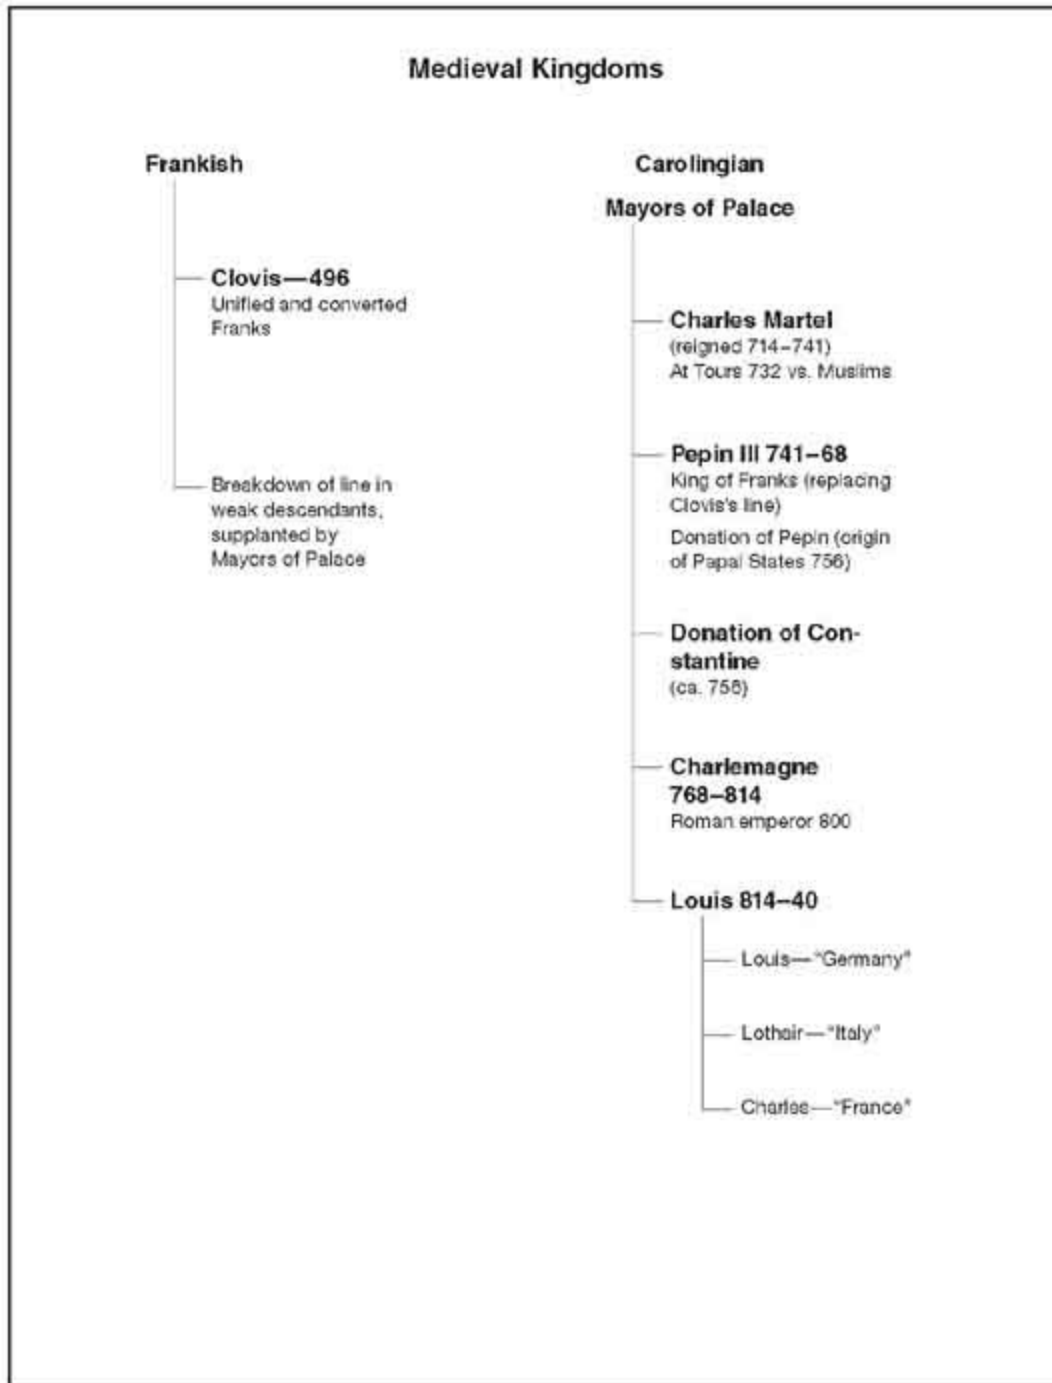 Medieval Kingdoms
Frankish
Clovis—496
Unified and converted
Franks
Breakdown of line in
weak descendants,
supplanted by
Mayors of Palace
Carolingian
Mayors of Palace
Charles Martel
(reigned 714–741)
At Tours 732 vs. Muslims
Pepin III 741–68
King of Franks (replacing
Clovis's line)
Donation of Pepin (origin
of Papal States 756)
Donation of Con-
stantine
(ca. 758)
Charlemagne
768–814
Roman emperor 800
Louis 814–40
Louis—"Germany"
Lothair—"Italy"
Charles—"France"